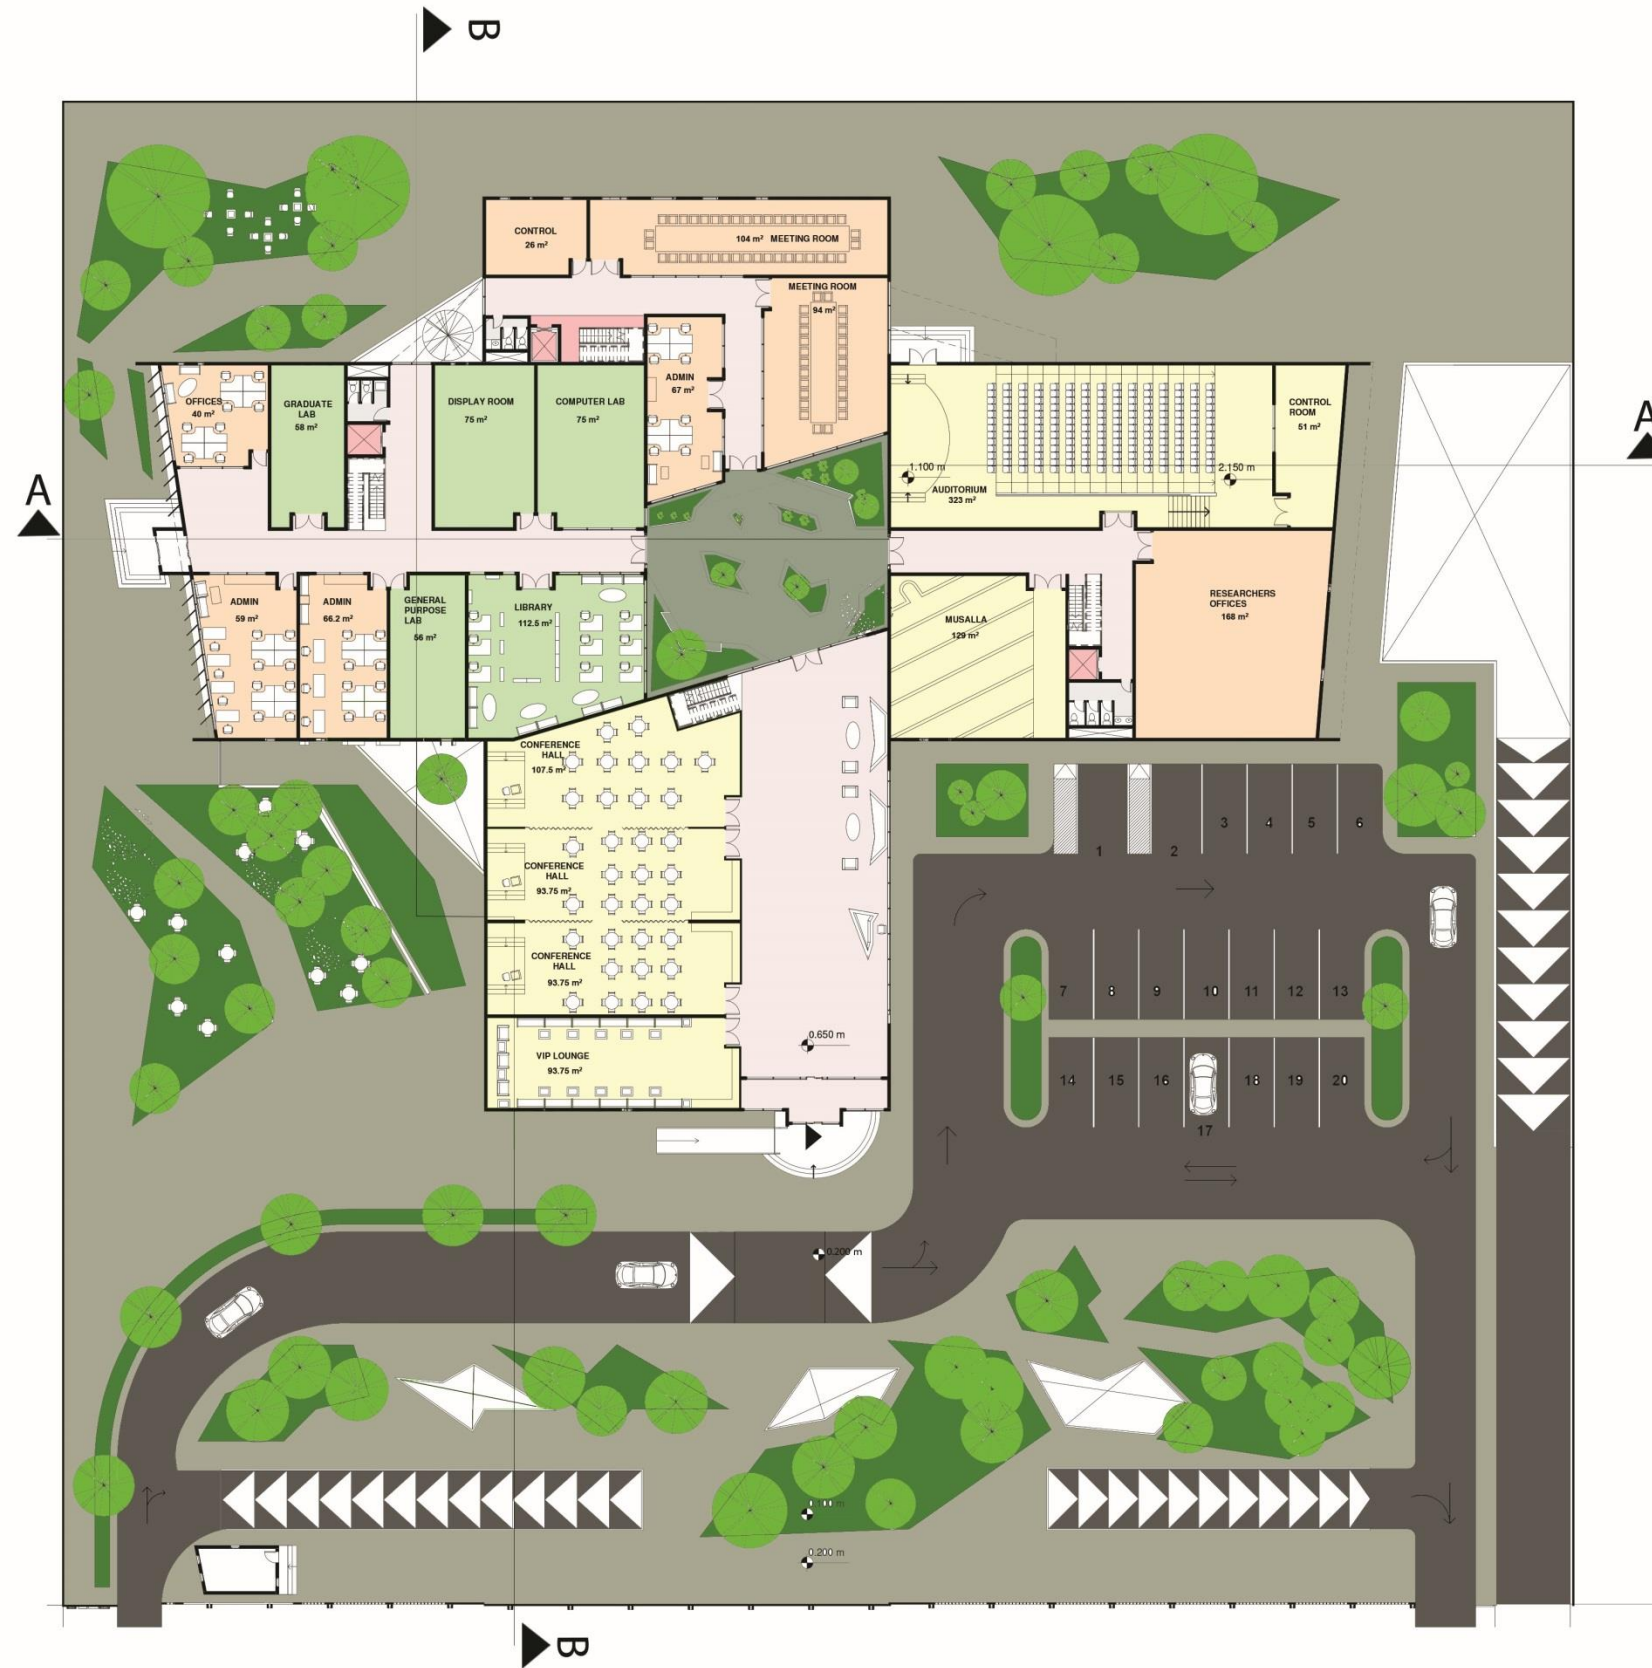 B
CONTROL
26 m²
104 m² MEETING ROOM
MEETING ROOM
94 m²
ADMIN
67 m²
OFFICES
40 m²
GRADUATE
LAB
58 m²
DISPLAY ROOM
75 m²
COMPUTER LAB
75 m²
CONTROL
ROOM
51 m²
A
A
1.100 m
2.150 m
AUDITORIUM
323 m²
ADMIN
59 m²
ADMIN
66.2 m²
GENERAL
PURPOSE
LAB
56 m²
LIBRARY
112.5 m²
MUSALLA
129 m²
RESEARCHERS
OFFICES
168 m²
CONFERENCE
HALL
107.5 m²
CONFERENCE
HALL
93.75 m²
CONFERENCE
HALL
93.75 m²
VIP LOUNGE
93.75 m²
0.650 m
1
2
3
4
5
6
7
8
9
10
11
12
13
14
15
16
17
18
19
20
0.200 m
0.200 m
B